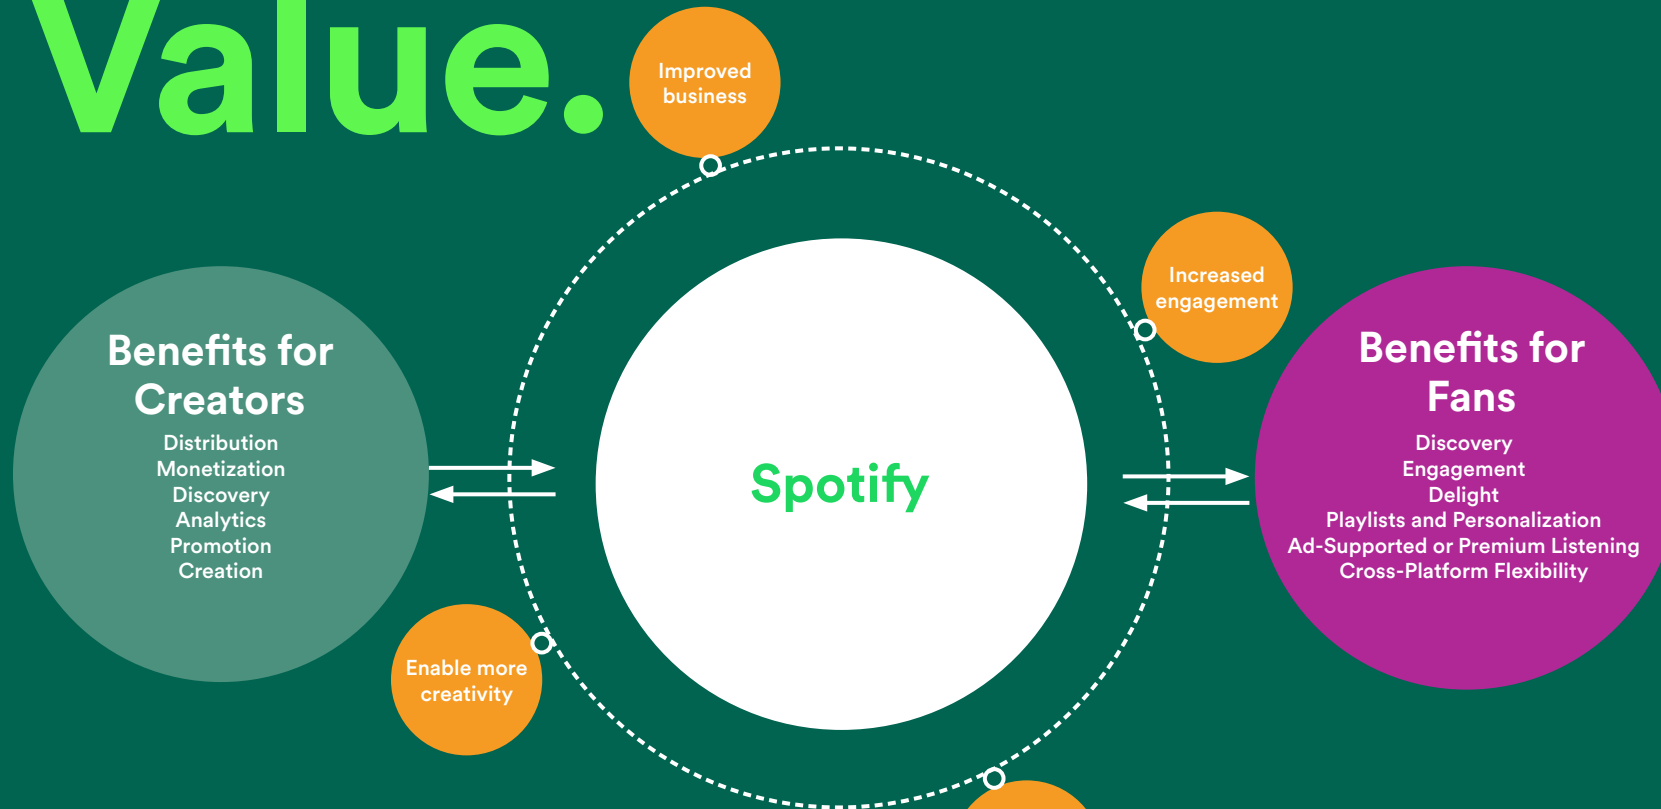 Value.
Improved
business
Increased
engagement
Benefits for
Creators
Distribution
Monetization
Discovery
Analytics
Promotion
Creation
Spotify
Benefits for
Fans
Discovery
Engagement
Delight
Playlists and Personalization
Ad-Supported or Premium Listening
Cross-Platform Flexibility
Enable more
creativity